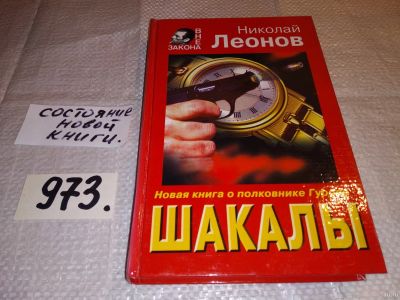 Николай
Леонов
ВНЕ
ЗАКОНА
Новая книга о полковнике
ШАКАЛЫ
состояние
новой
книги.
973.